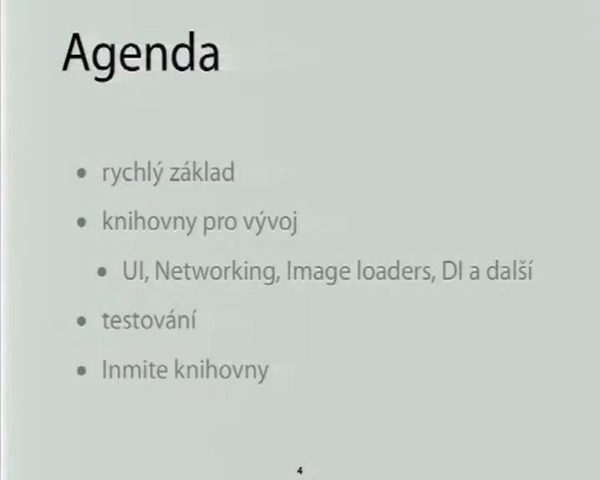 Agenda
• rychlý základ
• knihovny pro vývoj
• UI, Networking, Image loaders, DI a další
• testování
• Inmite knihovny
4